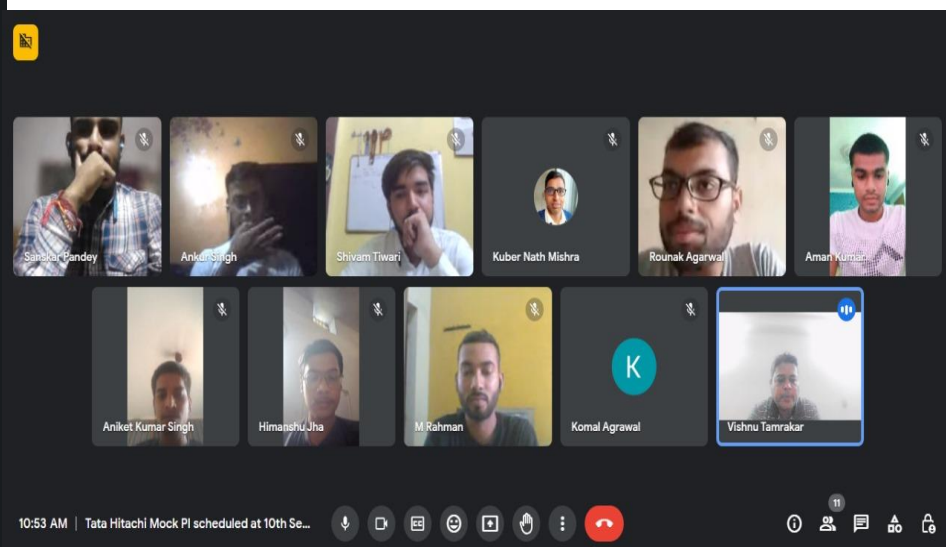 Sanskar Pandey
Ankur Singh
Shivam Tiwari
Kuber Nath Mishra
Rounak Agarwal
Aman Kumar
Aniket Kumar Singh
Himanshu Jha
M Rahman
K
Komal Agrawal
Vishnu Tamrakar
10:53 AM | Tata Hitachi Mock PI scheduled at 10th Se...
CC
11